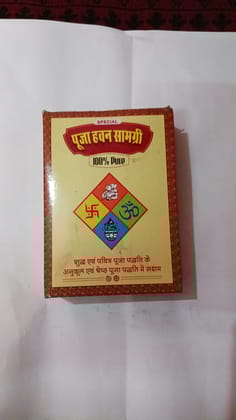 SPECIAL
पूजा हवन सामग्री
100% Pure
ॐ
शुद्ध एवं पवित्र पूजा पद्धति के
अनुकूल एवं श्रेष्ठ पूजा पद्धति में सक्षम